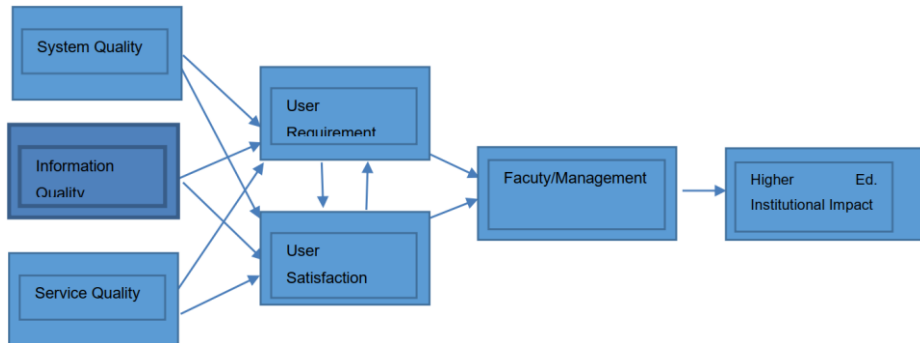 System Quality
Information
Quality
Service Quality
User
Requirement
User
Satisfaction
Facuty/Management
Higher Ed.
Institutional Impact